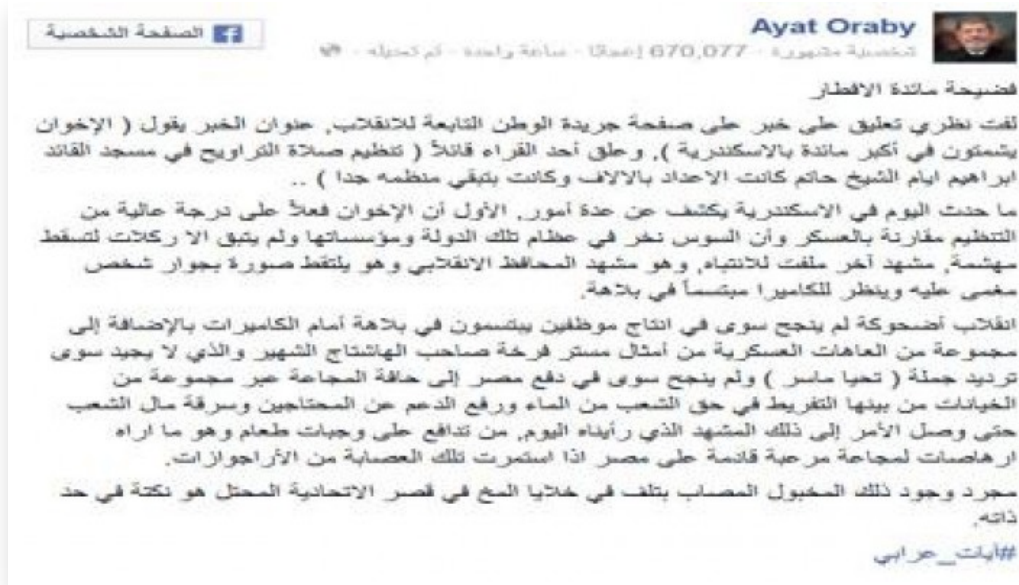 Ayat Oraby
الصفحة الشخصية
شخصية مشهورة · 670,077 إعجابًا · ساعة واحدة · تم تعديله ·
فضيحة مائدة الافطار
لفت نظري تعليق على خبر على صفحة جريدة الوطن التابعة للانقلاب, عنوان الخبر يقول ( الإخوان
يشمتون في أكبر مائدة بالاسكندرية ), وعلق أحد القراء قائلاً ( تنظيم صلاة التراويح في مسجد القائد
ابراهيم ايام الشيخ حاتم كانت الاعداد بالالاف وكانت بتبقي منظمه جدا ) ..
ما حدث اليوم في الاسكندرية يكشف عن عدة أمور, الأول أن الإخوان فعلاً على درجة عالية من
التنظيم مقارنة بالعسكر وأن السوس نخر في عظام تلك الدولة ومؤسساتها ولم يتبق الا ركلات لتسقط
مهشمة, مشهد آخر ملفت للانتباه, وهو مشهد المحافظ الانقلابي وهو يلتقط صورة بجوار شخص
مغمى عليه وينظر للكاميرا مبتسماً في بلاهة.
انقلاب أضحوكة لم ينجح سوى في انتاج موظفين يبتسمون في بلاهة أمام الكاميرات بالإضافة إلى
مجموعة من العاهات العسكرية من أمثال مستر فرخة صاحب الهاشتاج الشهير والذي لا يجيد سوى
ترديد جملة ( تحيا ماسر ) ولم ينجح سوى في دفع مصر إلى حافة المجاعة عبر مجموعة من
الخيانات من بينها التفريط في حق الشعب من الماء ورفع الدعم عن المحتاجين وسرقة مال الشعب
حتى وصل الأمر إلى ذلك المشهد الذي رأيناه اليوم, من تدافع على وجبات طعام وهو ما اراه
ارهاصات لمجاعة مرعبة قادمة على مصر اذا استمرت تلك العصابة من الأراجوازات.
مجرد وجود ذلك المخبول المصاب بتلف في خلايا المخ في قصر الاتحادية المحتل هو نكتة في حد
ذاته.
#آيات_عرابي